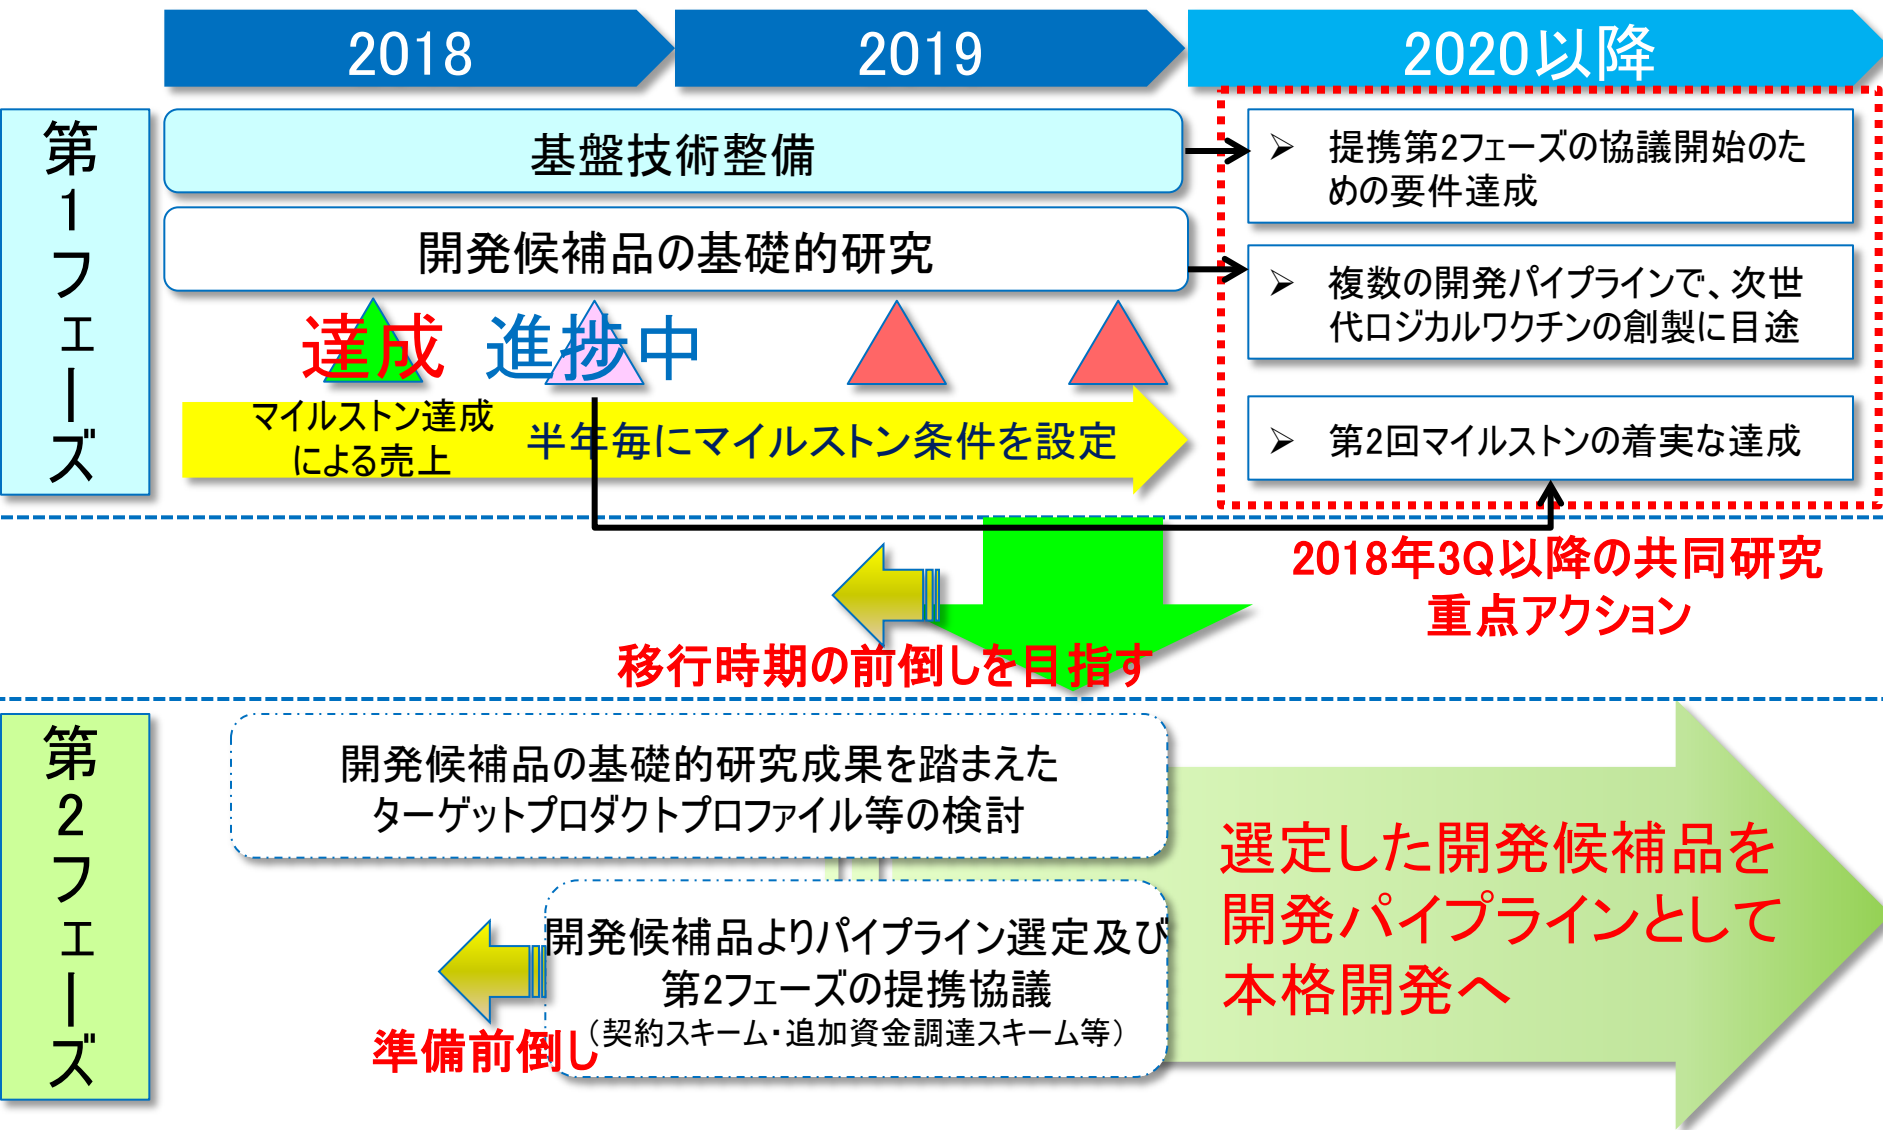 2018
2019
2020以降
第1フェーズ
基盤技術整備
開発候補品の基礎的研究
達成
進捗中
マイルストン達成
による売上
半年毎にマイルストン条件を設定
➢ 提携第2フェーズの協議開始のた
めの要件達成
➢ 複数の開発パイプラインで、次世
代ロジカルワクチンの創製に目途
➢ 第2回マイルストンの着実な達成
2018年3Q以降の共同研究
重点アクション
移行時期の前倒しを目指す
第2フェーズ
開発候補品の基礎的研究成果を踏まえた
ターゲットプロダクトプロファイル等の検討
開発候補品よりパイプライン選定及び
第2フェーズの提携協議
（契約スキーム・追加資金調達スキーム等）
準備前倒し
選定した開発候補品を
開発パイプラインとして
本格開発へ